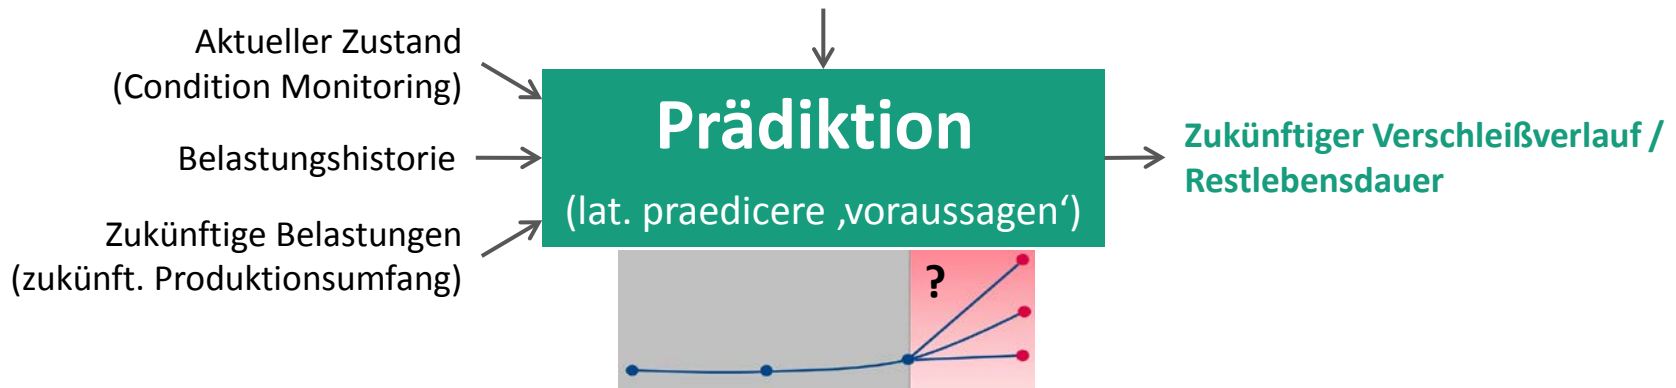 Aktueller Zustand
(Condition Monitoring)
Belastungshistorie
Zukünftige Belastungen
(zukünft. Produktionsumfang)
Prädiktion
(lat. praedicere ‚voraussagen‘)
?
Zukünftiger Verschleißverlauf /
Restlebensdauer